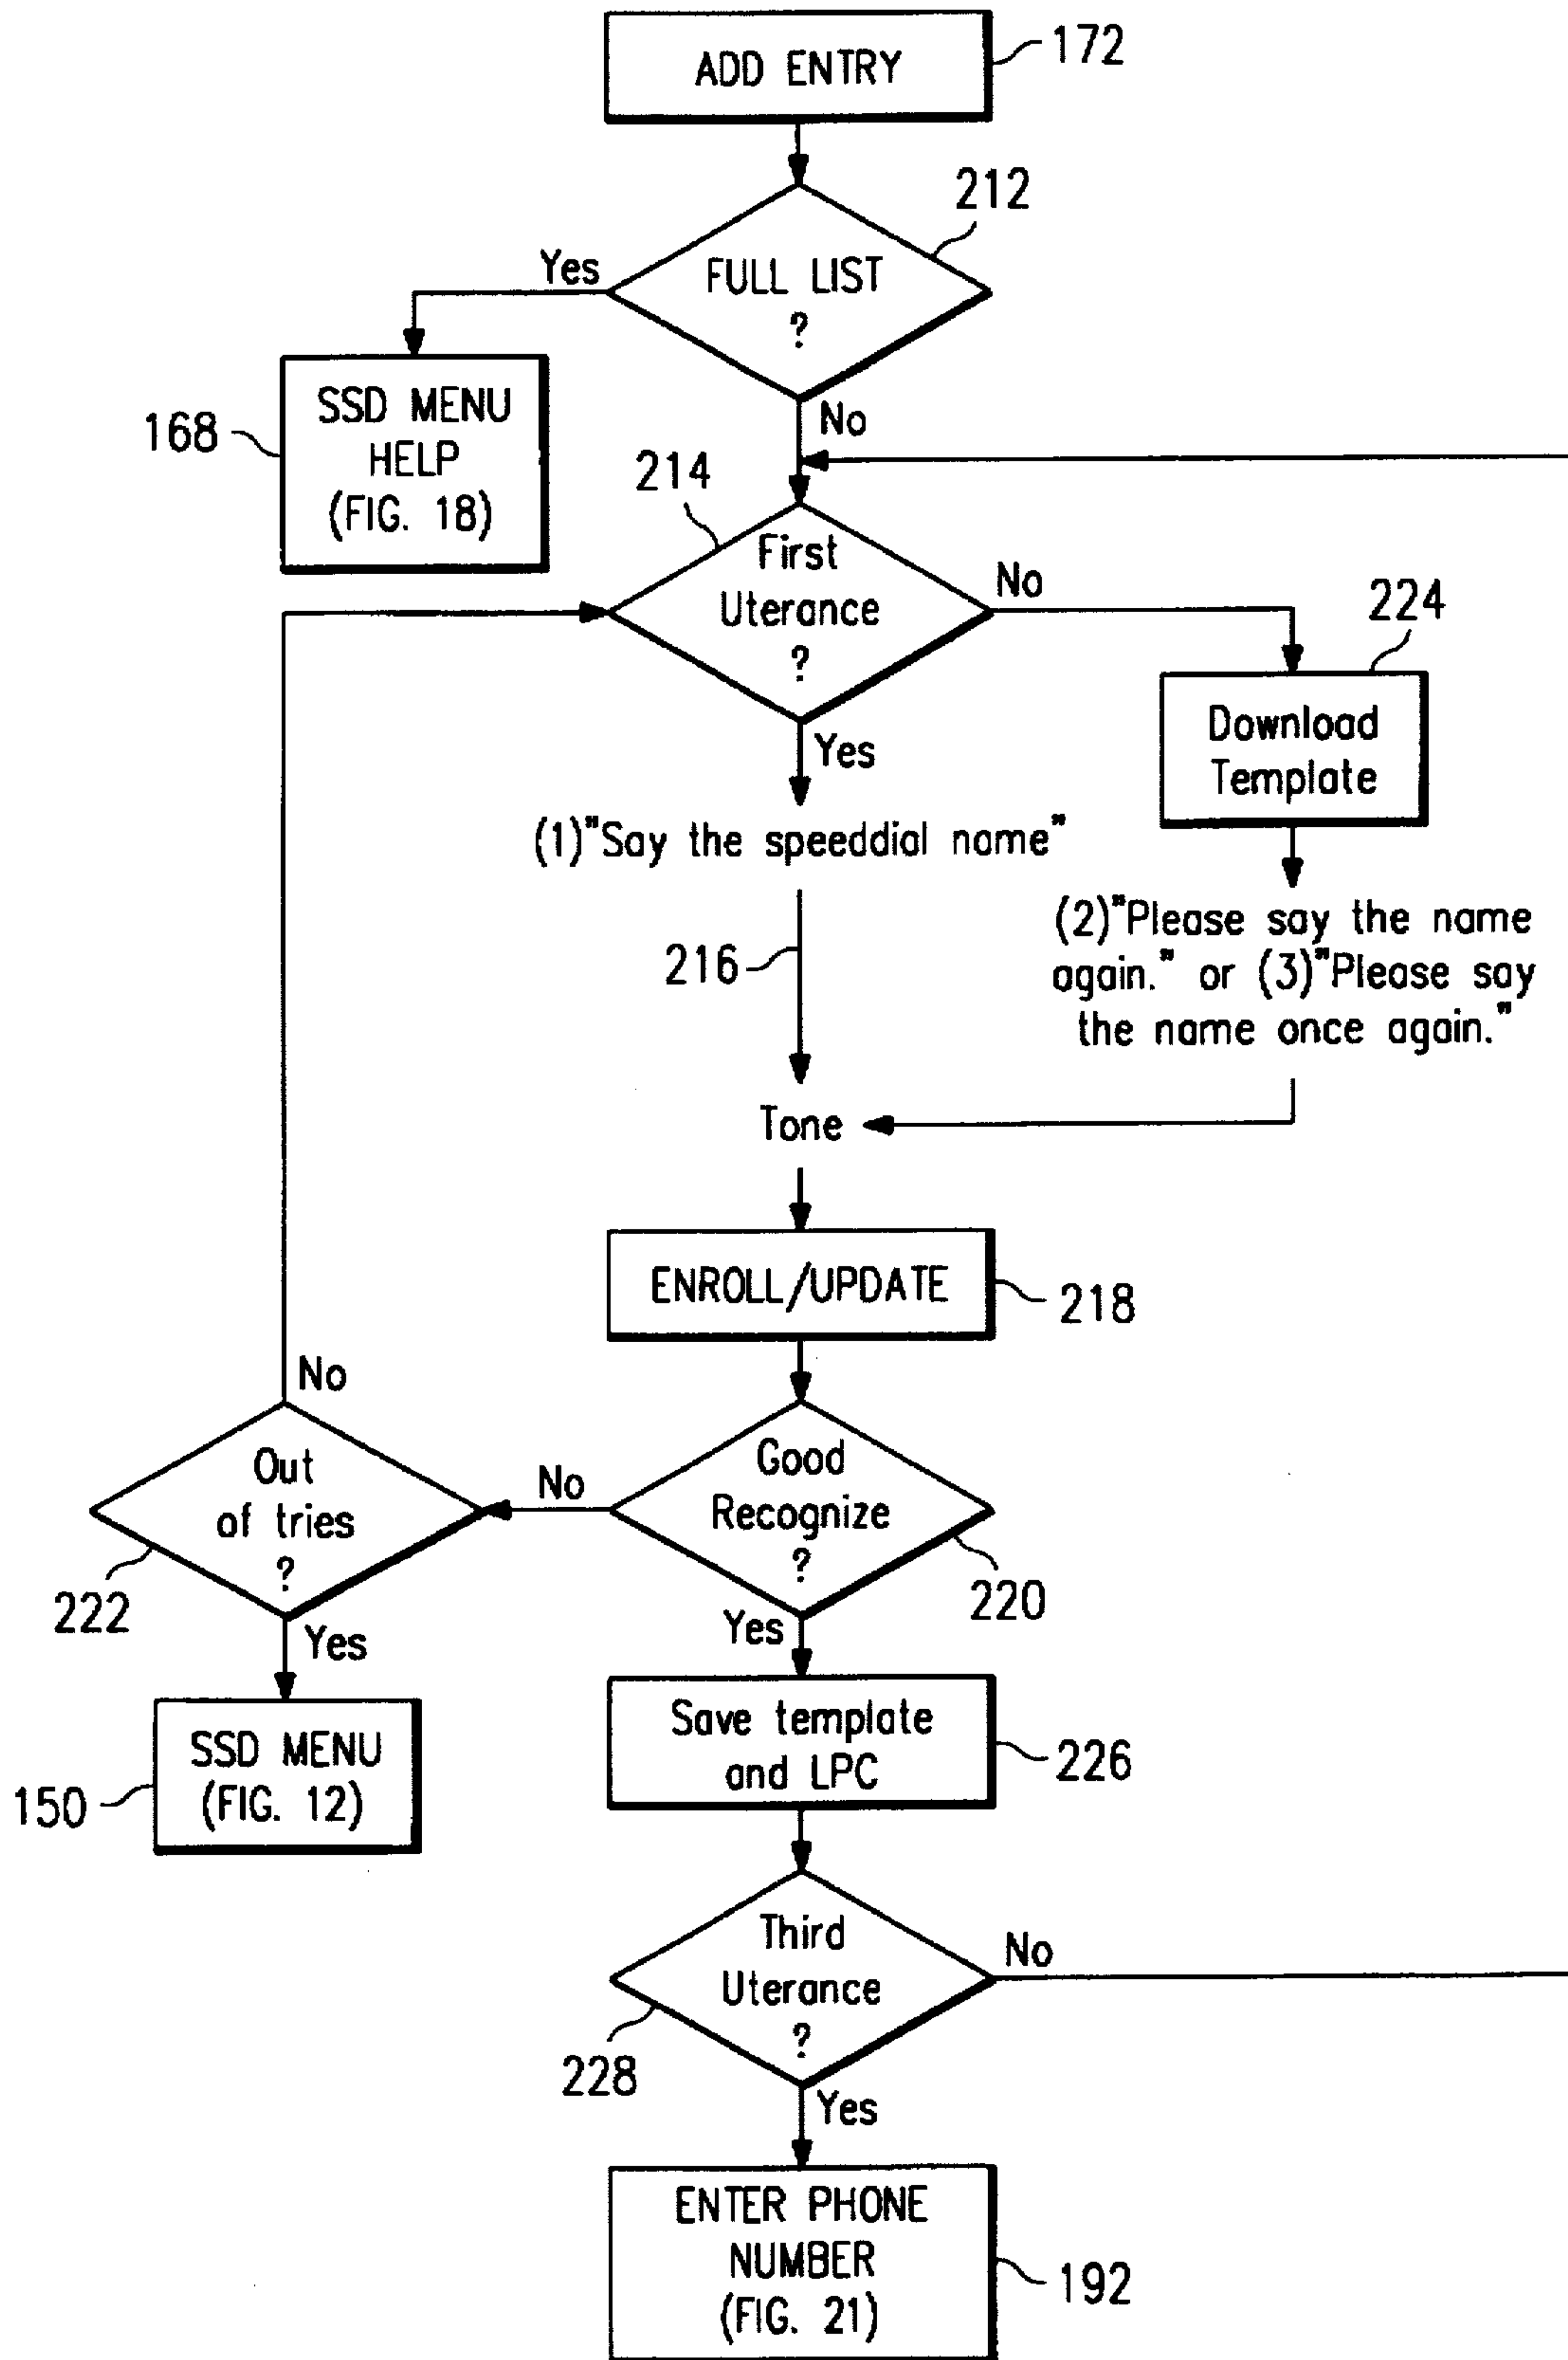 ADD ENTRY
172
212
FULL LIST
?
Yes
No
SSD MENU
HELP
(FIG. 18)
168
214
First
Uterance
?
No
Yes
224
Download
Template
(1)"Say the speeddial name"
216
(2)"Please say the name
again." or (3)"Please say
the name once again."
Tone
ENROLL/UPDATE
218
No
Out
of tries
?
222
No
Good
Recognize
?
220
Yes
Yes
SSD MENU
(FIG. 12)
150
Save template
and LPC
226
Third
Uterance
?
No
228
Yes
ENTER PHONE
NUMBER
(FIG. 21)
192